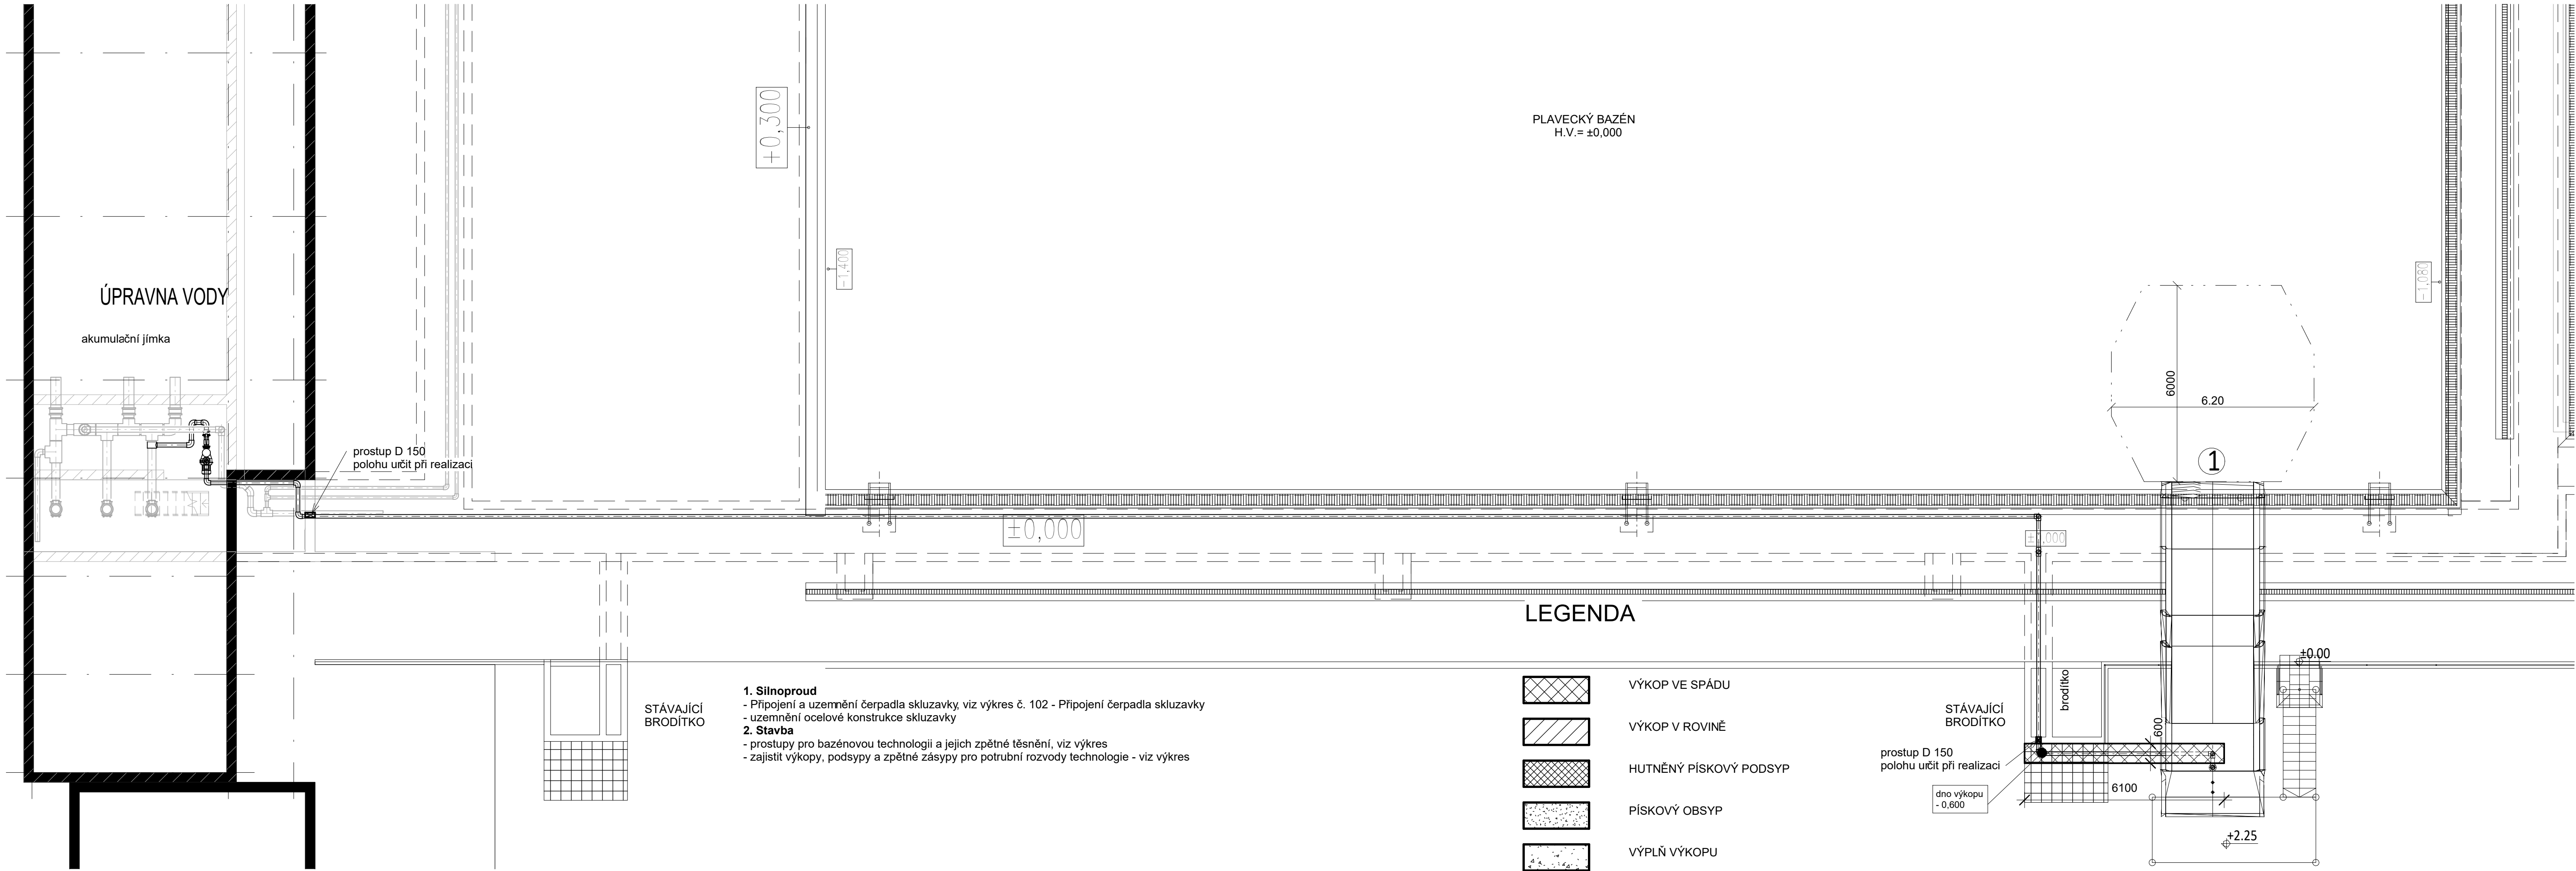 +0,300
PLAVECKÝ BAZÉN
H.V.= ±0,000
-1,400
-1,080
ÚPRAVNA VODY
akumulační jímka
6000
6.20
1
prostup D 150
polohu určit při realizaci
±0,000
LEGENDA
±0.00
STÁVAJÍCÍ
BRODÍTKO
1. Silnoproud
- Připojení a uzemnění čerpadla skluzavky, viz výkres č. 102 - Připojení čerpadla skluzavky
- uzemnění ocelové konstrukce skluzavky
2. Stavba
- prostupy pro bazénovou technologii a jejich zpětné těsnění, viz výkres
- zajistit výkopy, podsypy a zpětné zásypy pro potrubní rozvody technologie - viz výkres
VÝKOP VE SPÁDU
VÝKOP V ROVINĚ
HUTNĚNÝ PÍSKOVÝ PODSYP
PÍSKOVÝ OBSYP
VÝPLŇ VÝKOPU
STÁVAJÍCÍ
BRODÍTKO
brodítko
600
prostup D 150
polohu určit při realizaci
dno výkopu
- 0,600
6100
+2.25